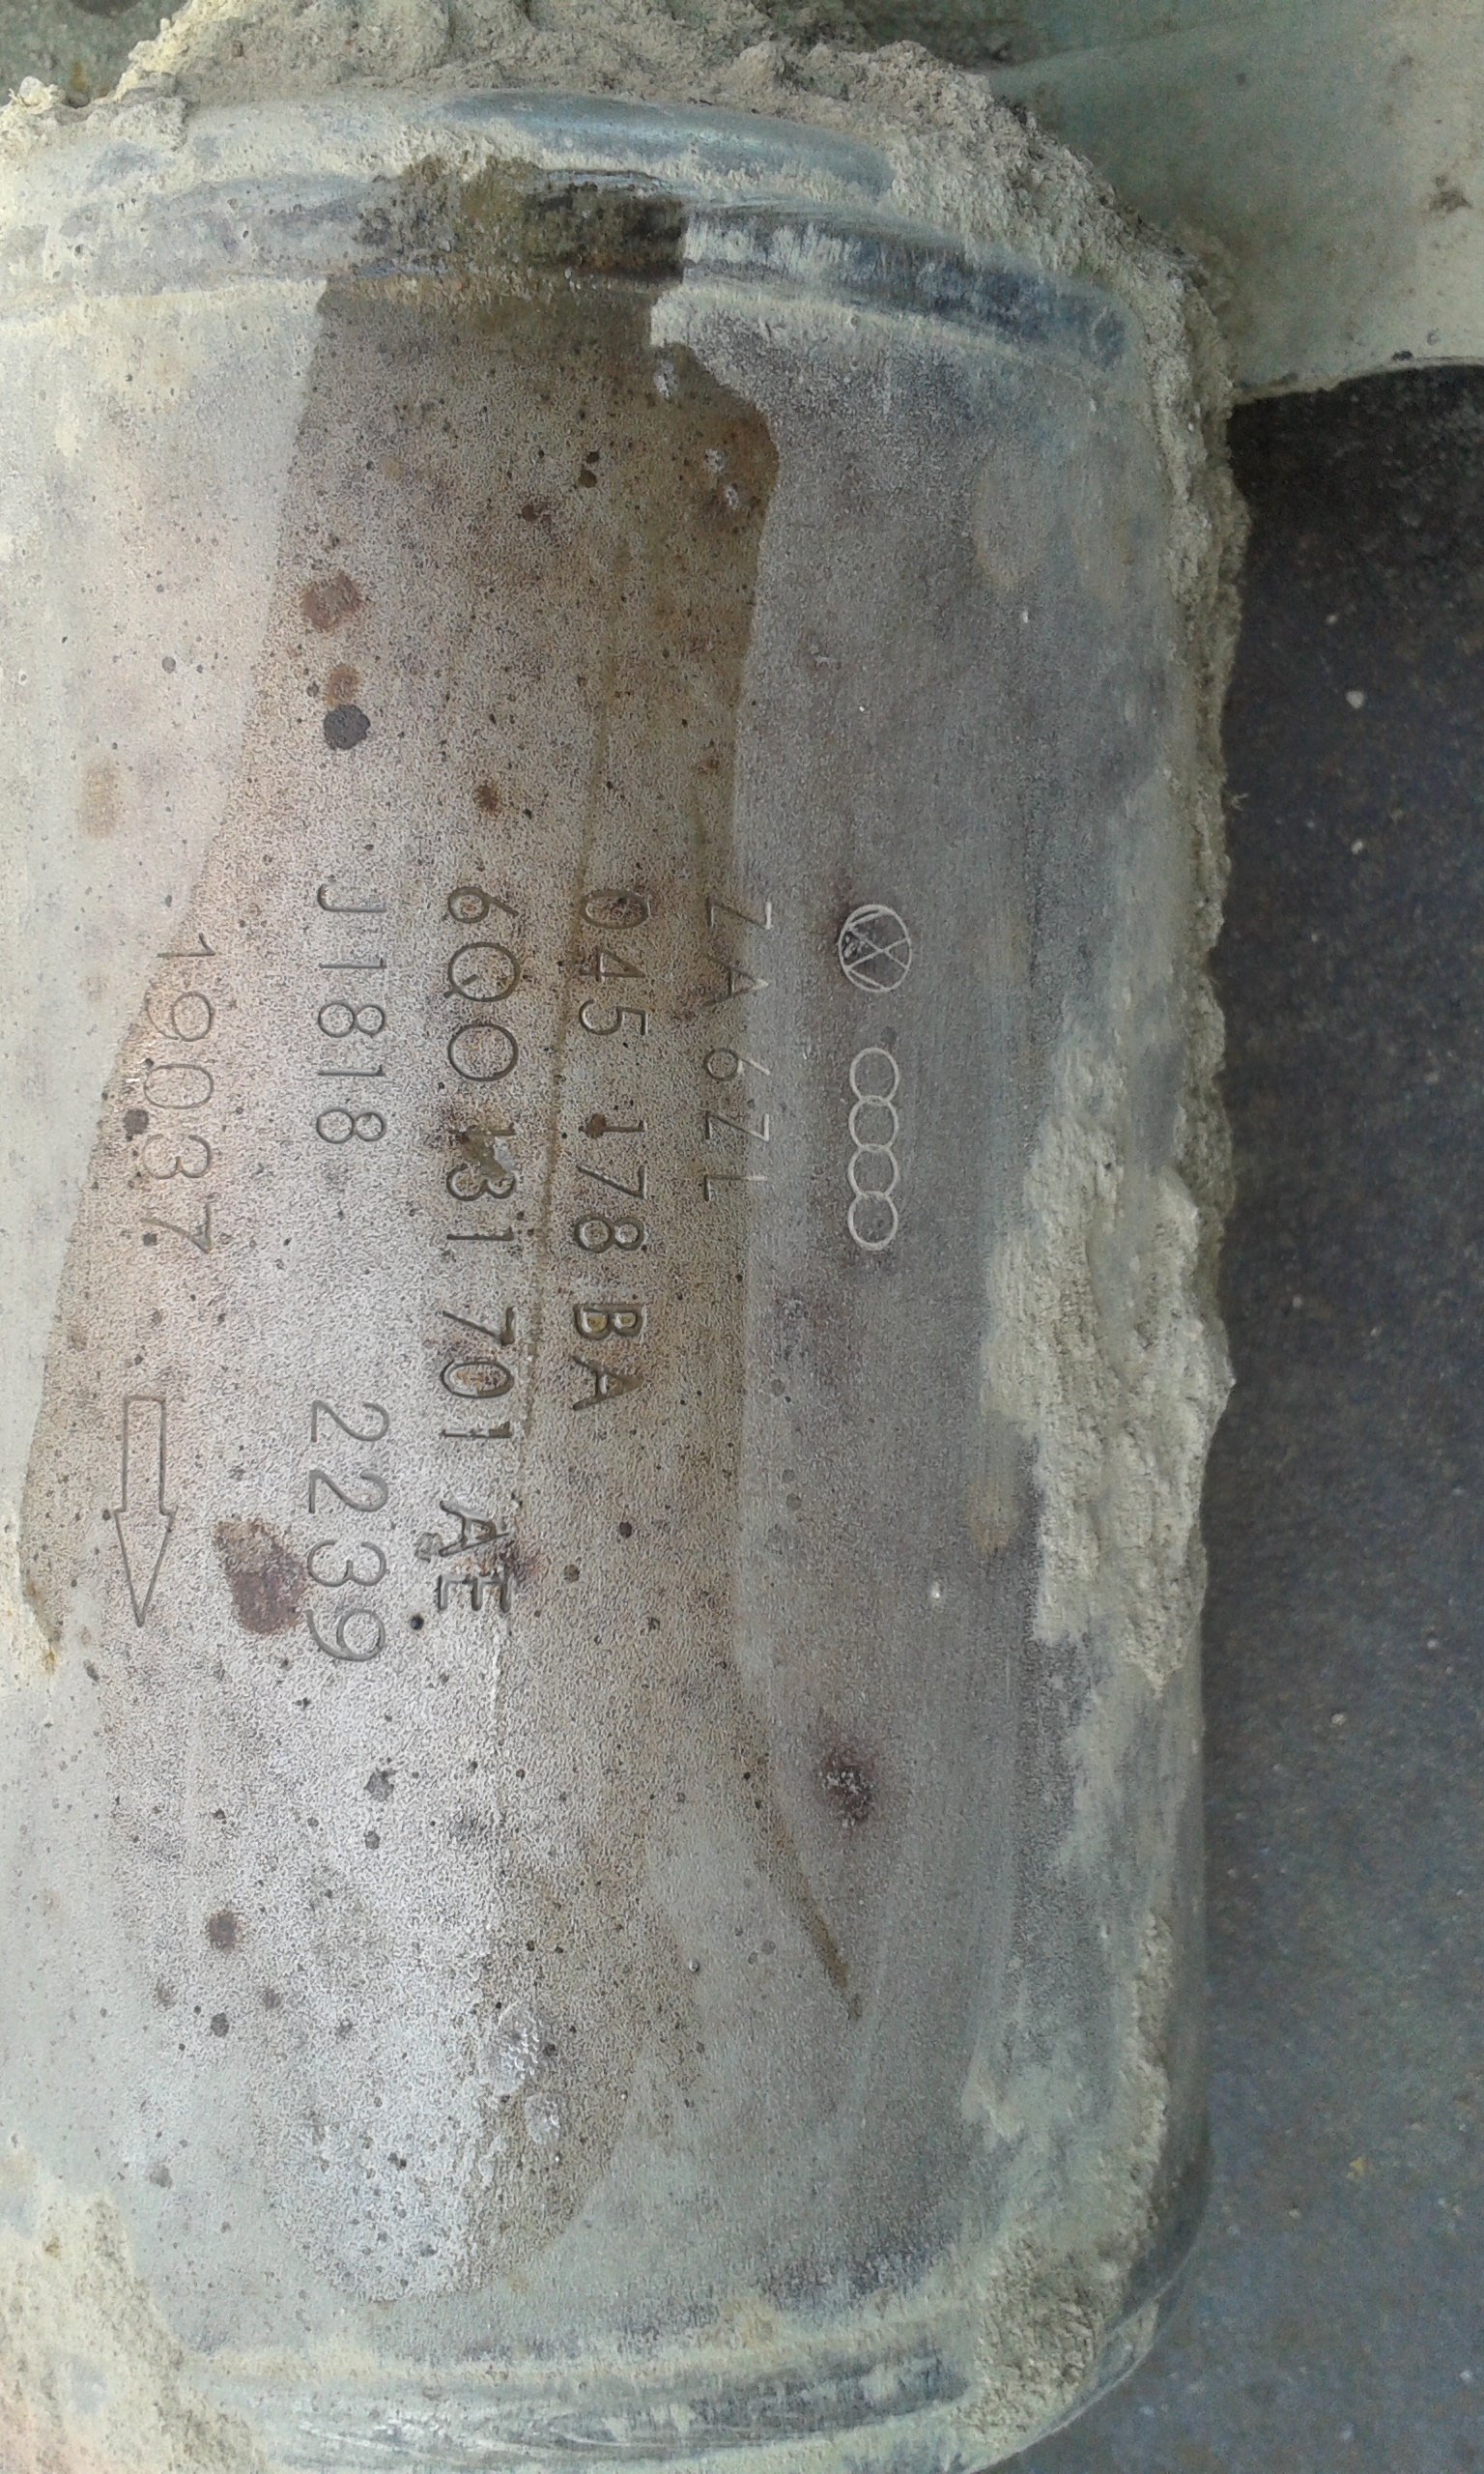 ZA 6ZL
045 178 BA
6Q0 131 701 AE
J1818 2239
19037